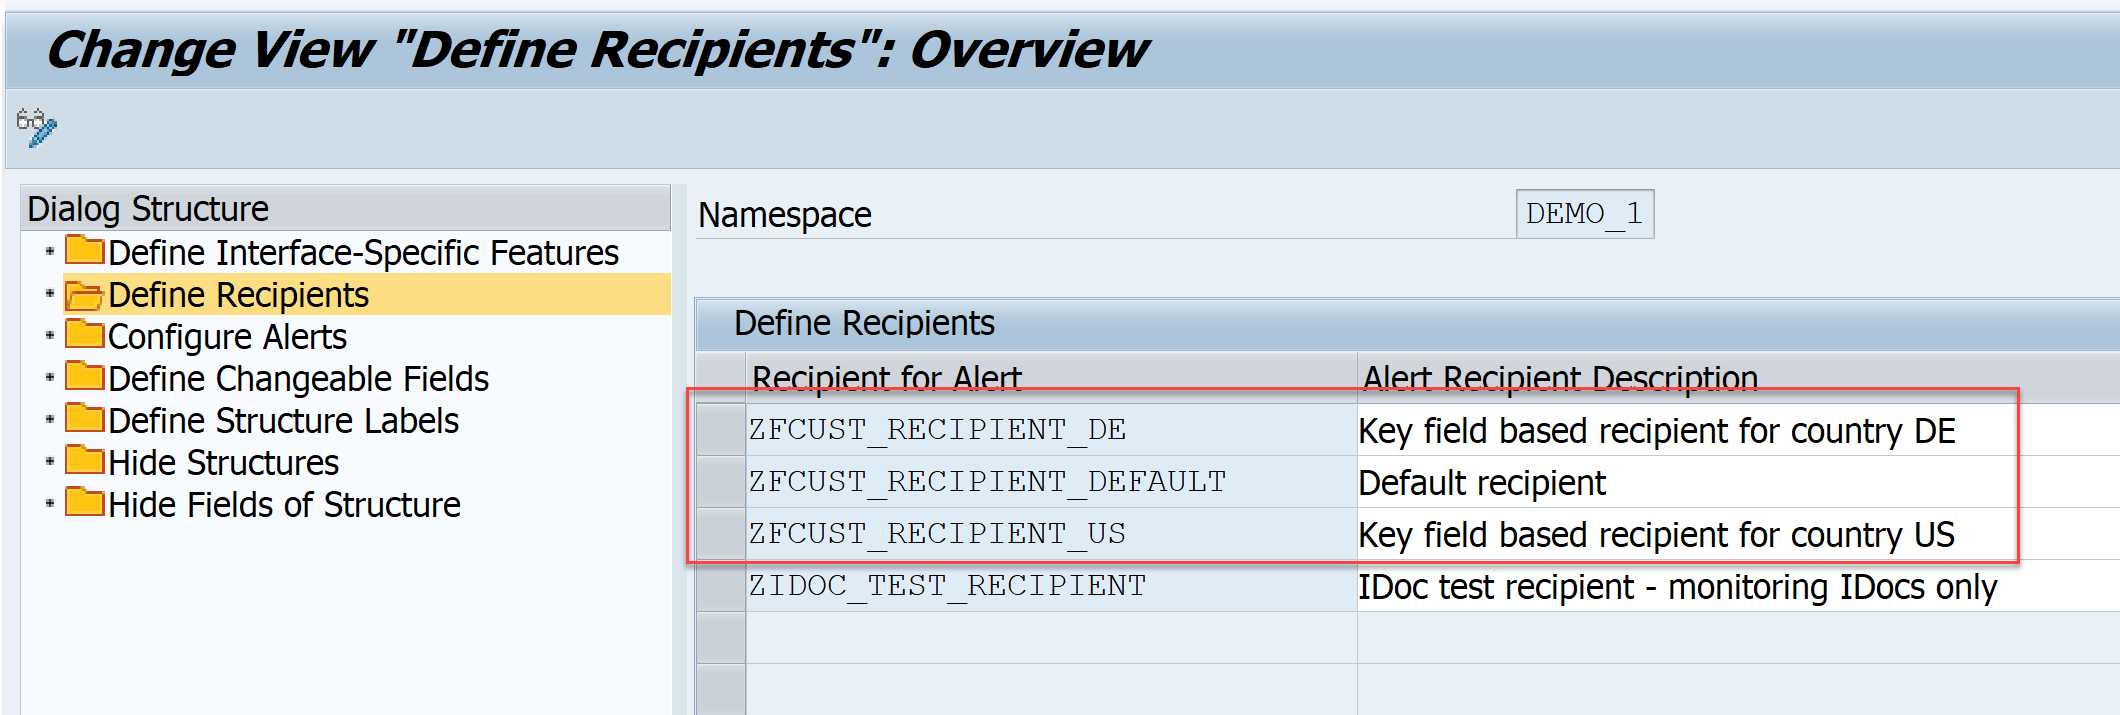 Change View "Define Recipients": Overview
Dialog Structure
Define Interface-Specific Features
Define Recipients
Configure Alerts
Define Changeable Fields
Define Structure Labels
Hide Structures
Hide Fields of Structure
Namespace DEMO_1
Define Recipients
Recipient for Alert Alert Recipient Description
ZFCUST_RECIPIENT_DE Key field based recipient for country DE
ZFCUST_RECIPIENT_DEFAULT Default recipient
ZFCUST_RECIPIENT_US Key field based recipient for country US
ZIDOC_TEST_RECIPIENT IDoc test recipient - monitoring IDocs only